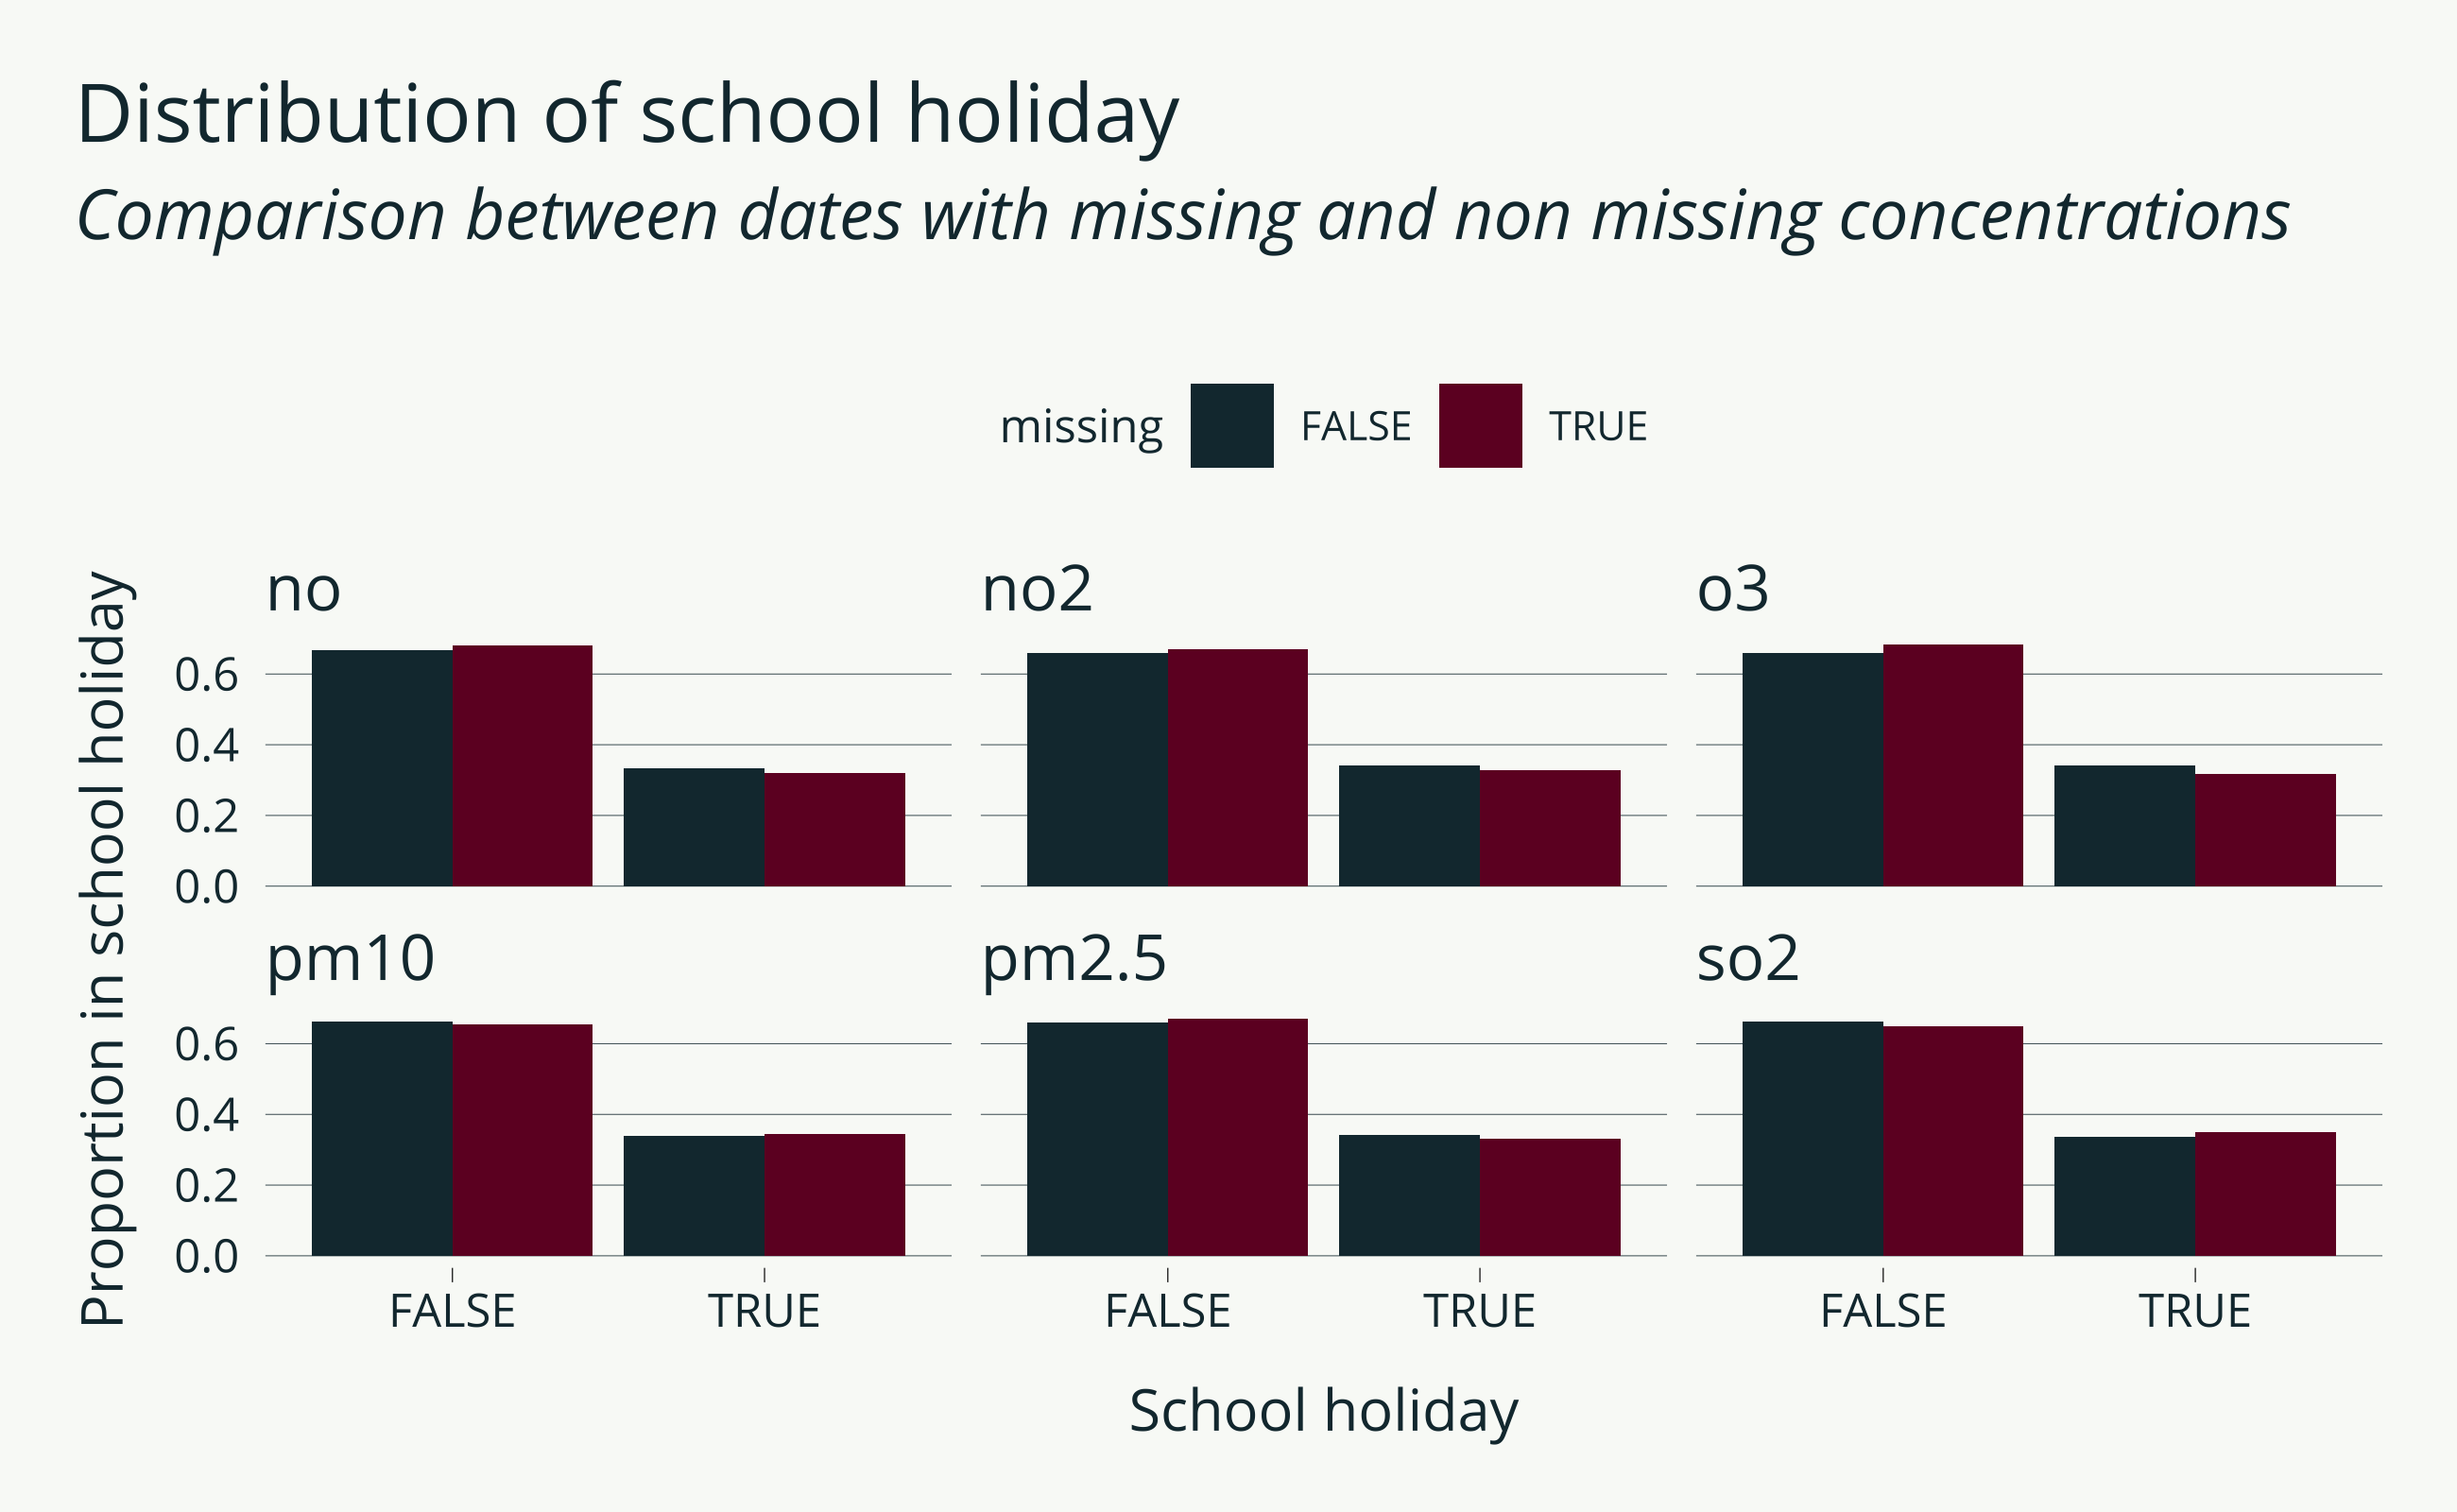 Distribution of school holiday
Comparison between dates with missing and non missing concentrations
missing FALSE TRUE
Proportion in school holiday
no no2 o3
0.6
0.4
0.2
0.0
pm10 pm2.5 so2
0.6
0.4
0.2
0.0
FALSE TRUE FALSE TRUE FALSE TRUE
School holiday